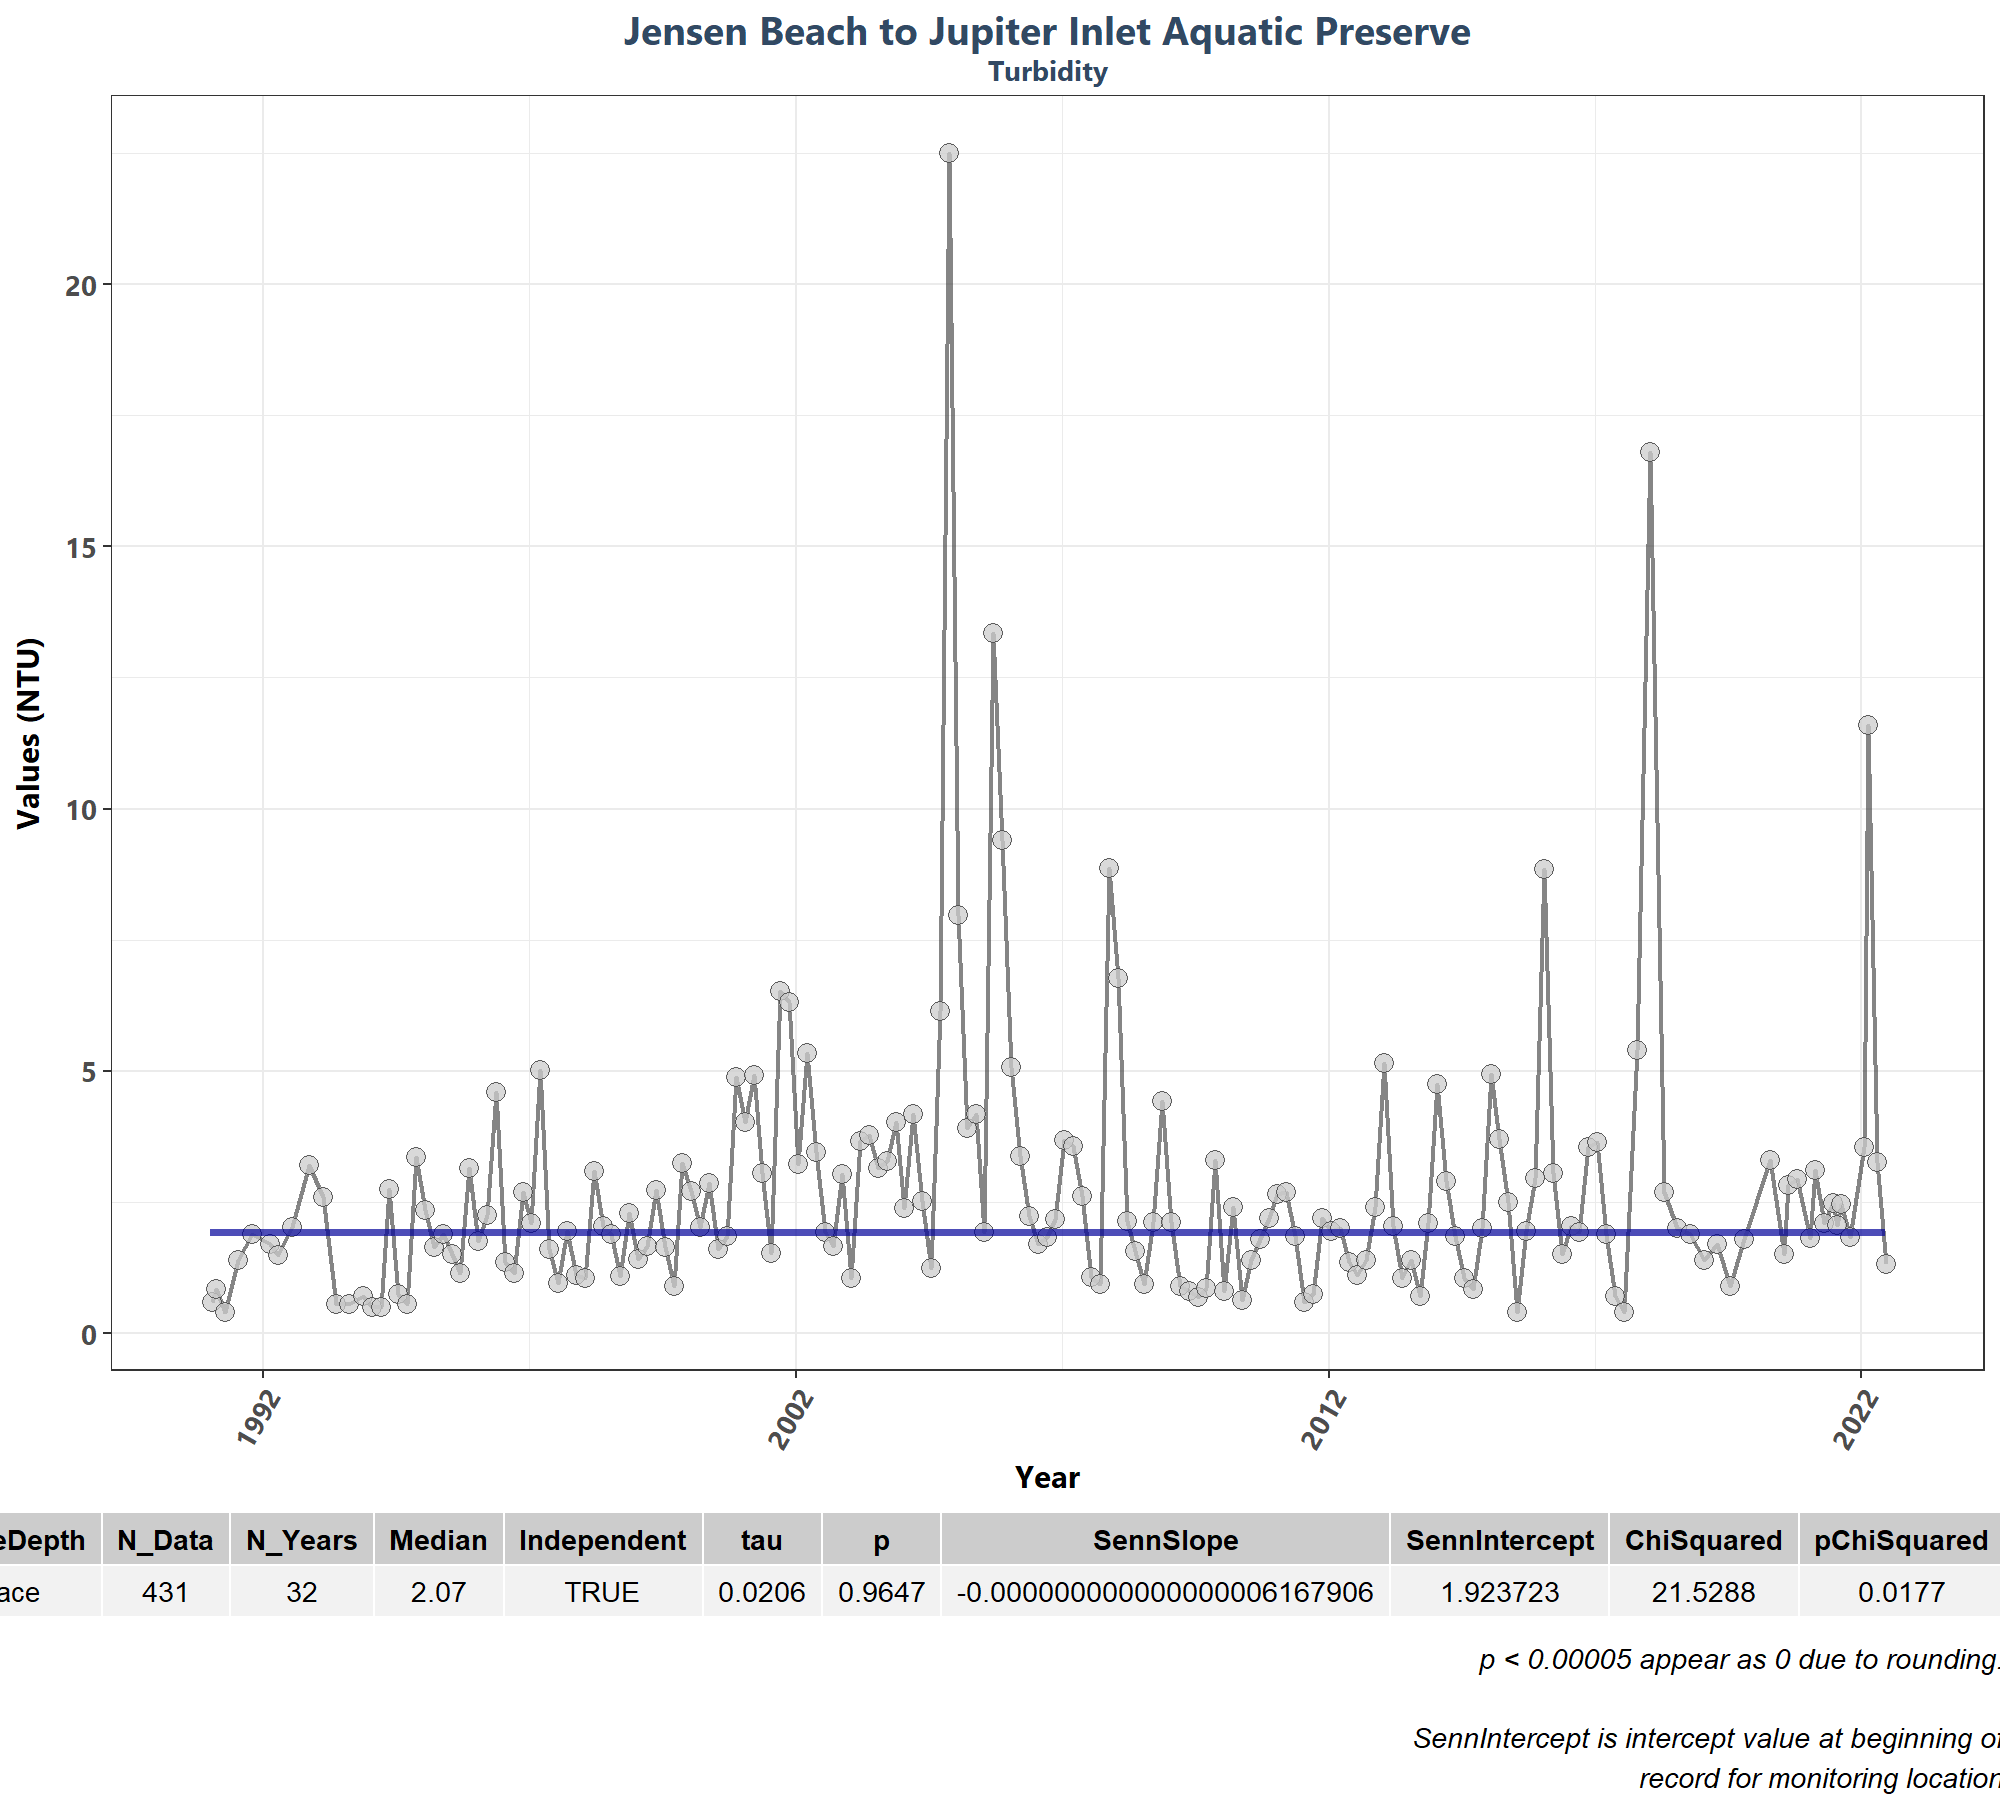 Jensen Beach to Jupiter Inlet Aquatic Preserve
Turbidity
Values (NTU)
20
15
10
5
0
1992 2002 2012 2022
Year
eDepth N_Data N_Years Median Independent tau p SennSlope SennIntercept ChiSquared pChiSquared
ace 431 32 2.07 TRUE 0.0206 0.9647 -0.000000000000000006167906 1.923723 21.5288 0.0177
p < 0.00005 appear as 0 due to rounding.
SennIntercept is intercept value at beginning of
record for monitoring location